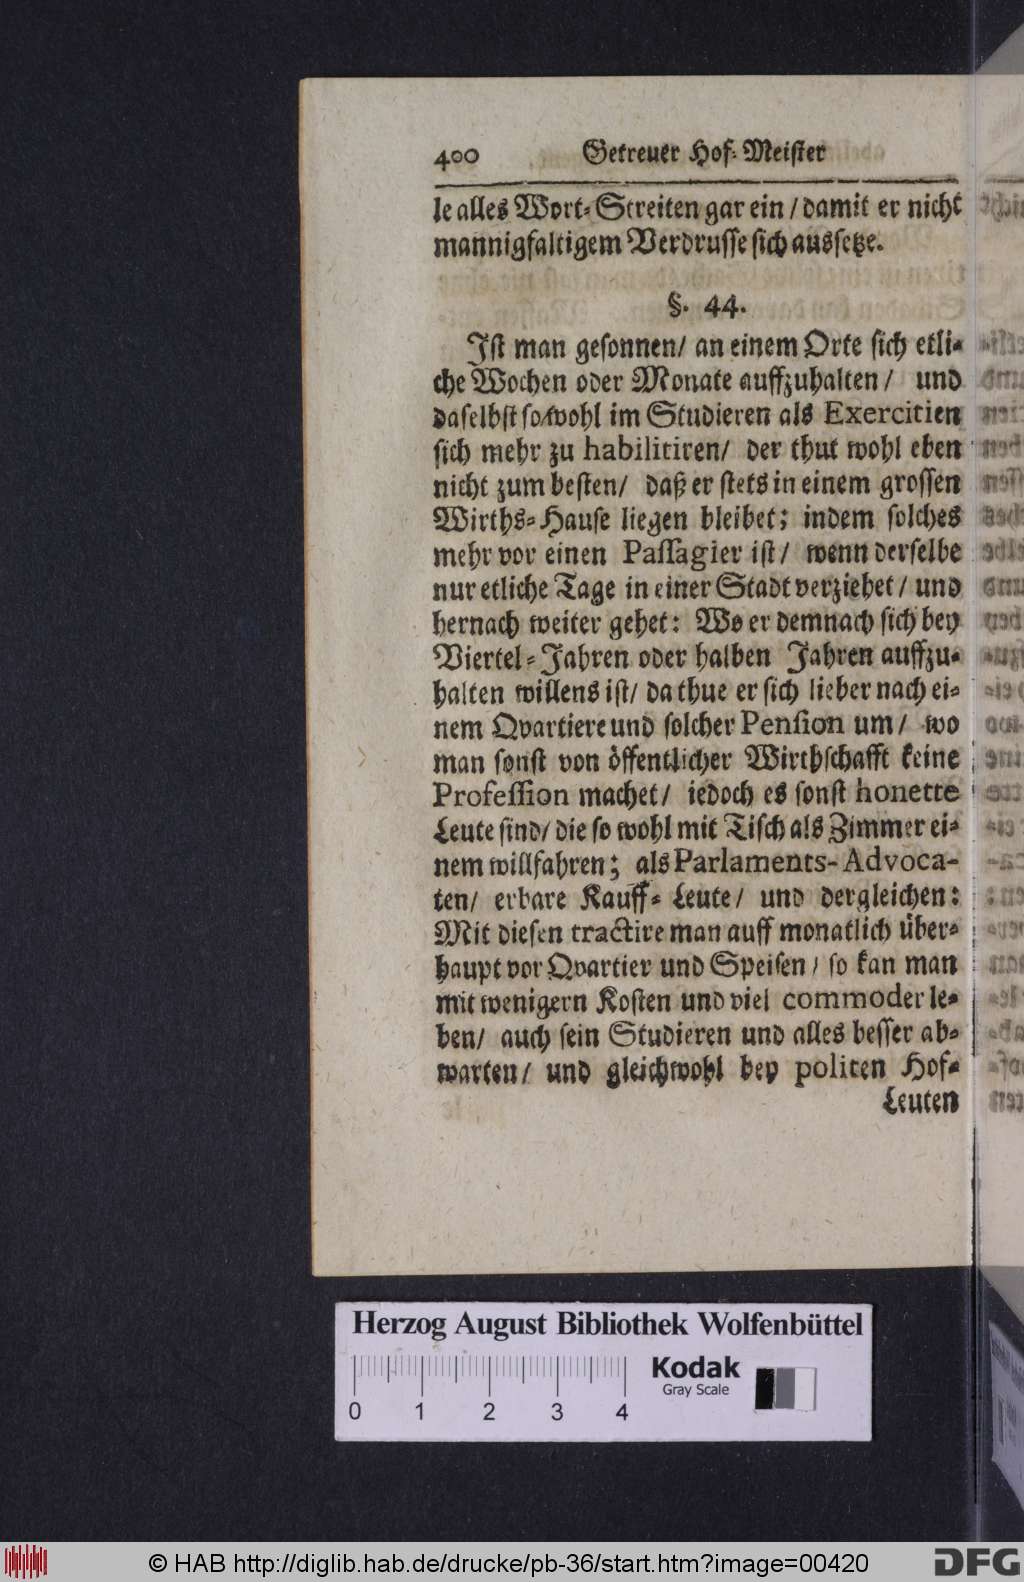 400 Getreuer Hof-Meister
le alles Wort-Streiten gar ein / damit er nicht
mannigfaltigem Verdrusse sich aussetze.
§. 44.
Ist man gesonnen / an einem Orte sich etli-
che Wochen oder Monate auffzuhalten / und
daselbst so wohl im Studieren als Exercitien
sich mehr zu habilitiren / der thut wohl eben
nicht zum besten / daß er stets in einem grossen
Wirths-Hause liegen bleibet; indem solches
mehr vor einen Passagier ist / wenn derselbe
nur etliche Tage in einer Stadt verziehet / und
hernach weiter gehet: Wo er demnach sich bey
Viertel-Jahren oder halben Jahren auffzu-
halten willens ist / da thue er sich lieber nach ei-
nem Qvartiere und solcher Pension um / wo
man sonst von öffentlicher Wirthschafft keine
Profession machet / iedoch es sonst honette
Leute sind / die so wohl mit Tisch als Zimmer ei-
nem willfahren; als Parlaments-Advoca-
ten / erbare Kauff-Leute / und dergleichen:
Mit diesen tractire man auff monatlich über-
haupt vor Qvartier und Speisen / so kan man
mit wenigern Kosten und viel commoder le-
ben / auch sein Studieren und alles besser ab-
warten / und gleichwohl bey politen Hof-
Leuten
Herzog August Bibliothek Wolfenbüttel
Kodak
Gray Scale
0 1 2 3 4
© HAB http://diglib.hab.de/drucke/pb-36/start.htm?image=00420
DFG